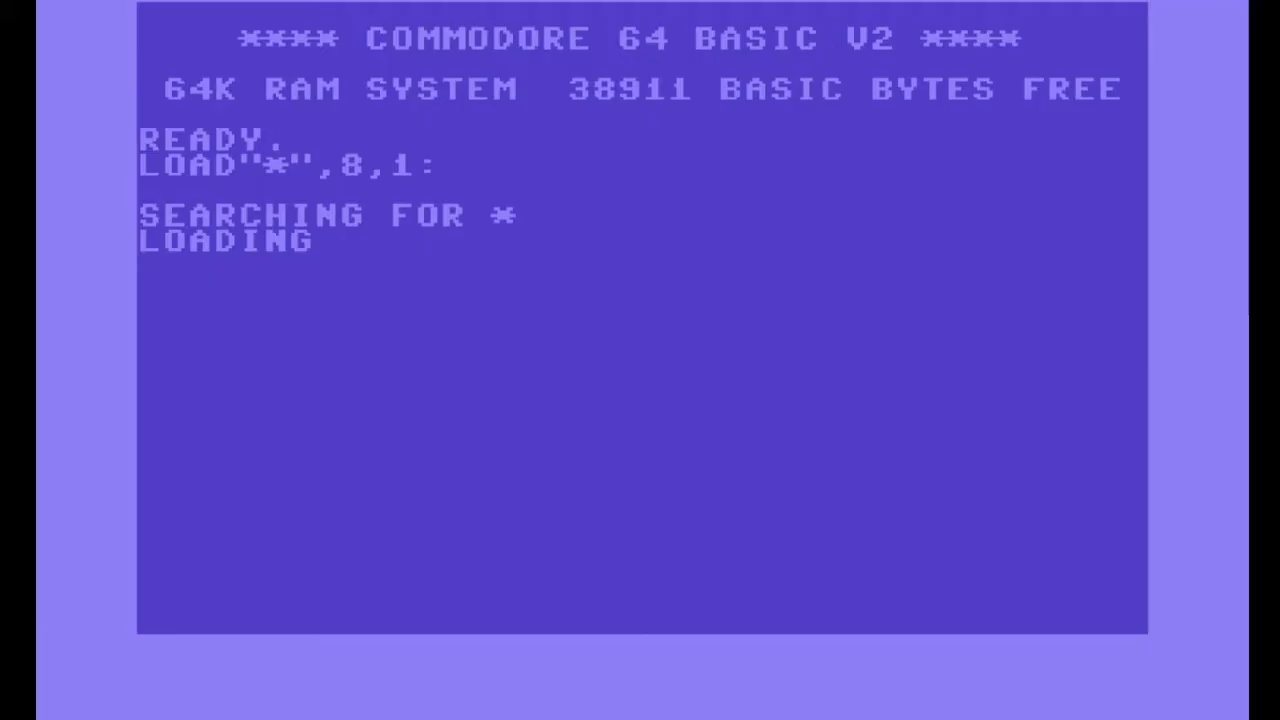 **** COMMODORE 64 BASIC V2 ****
64K RAM SYSTEM  38911 BASIC BYTES FREE
READY.
LOAD"*",8,1:
SEARCHING FOR *
LOADING